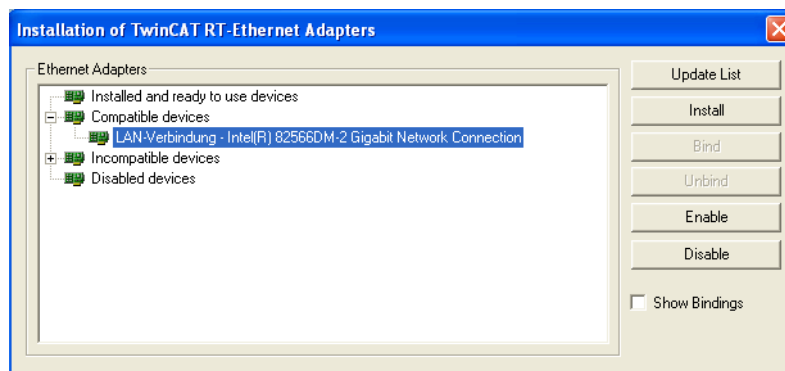 Installation of TwinCAT RT-Ethernet Adapters
Ethernet Adapters
Installed and ready to use devices
Compatible devices
LAN-Verbindung - Intel(R) 82566DM-2 Gigabit Network Connection
Incompatible devices
Disabled devices
Update List
Install
Bind
Unbind
Enable
Disable
Show Bindings